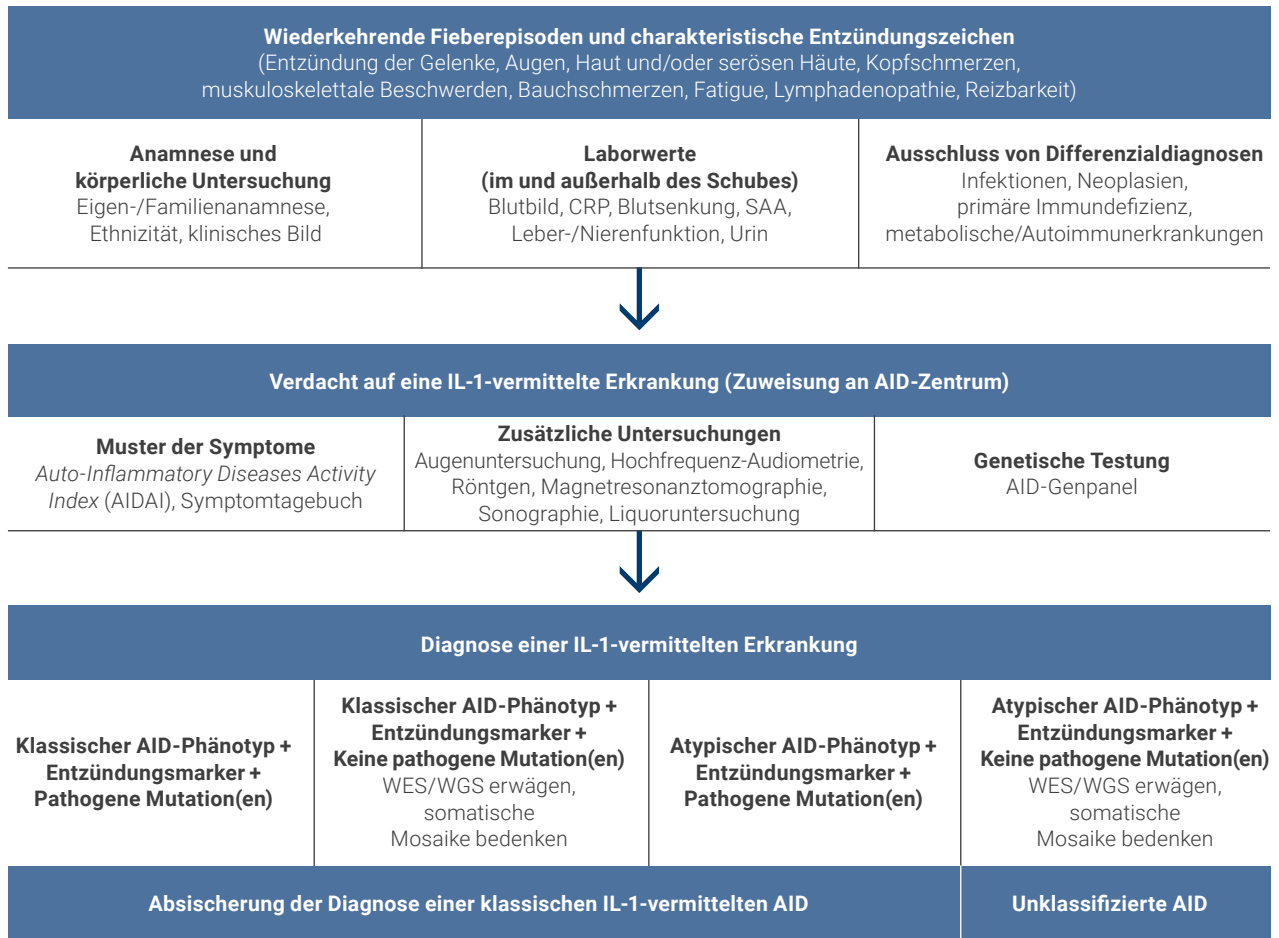 Wiederkehrende Fieberepisoden und charakteristische Entzündungszeichen
(Entzündung der Gelenke, Augen, Haut und/oder serösen Häute, Kopfschmerzen,
muskuloskelettale Beschwerden, Bauchschmerzen, Fatigue, Lymphadenopathie, Reizbarkeit)
Anamnese und
körperliche Untersuchung
Eigen-/Familienanamnese,
Ethnizität, klinisches Bild
Laborwerte
(im und außerhalb des Schubes)
Blutbild, CRP, Blutsenkung, SAA,
Leber-/Nierenfunktion, Urin
Ausschluss von Differenzialdiagnosen
Infektionen, Neoplasien,
primäre Immundefizienz,
metabolische/Autoimmunerkrankungen
Verdacht auf eine IL-1-vermittelte Erkrankung (Zuweisung an AID-Zentrum)
Muster der Symptome
Auto-Inflammatory Diseases Activity
Index (AIDAI), Symptomtagebuch
Zusätzliche Untersuchungen
Augenuntersuchung, Hochfrequenz-Audiometrie,
Röntgen, Magnetresonanztomographie,
Sonographie, Liquoruntersuchung
Genetische Testung
AID-Genpanel
Diagnose einer IL-1-vermittelten Erkrankung
Klassischer AID-Phänotyp +
Entzündungsmarker +
Pathogene Mutation(en)
Klassischer AID-Phänotyp +
Entzündungsmarker +
Keine pathogene Mutation(en)
WES/WGS erwägen,
somatische
Mosaike bedenken
Atypischer AID-Phänotyp +
Entzündungsmarker +
Pathogene Mutation(en)
Atypischer AID-Phänotyp +
Entzündungsmarker +
Keine pathogene Mutation(en)
WES/WGS erwägen,
somatische
Mosaike bedenken
Absischerung der Diagnose einer klassischen IL-1-vermittelten AID
Unklassifizierte AID